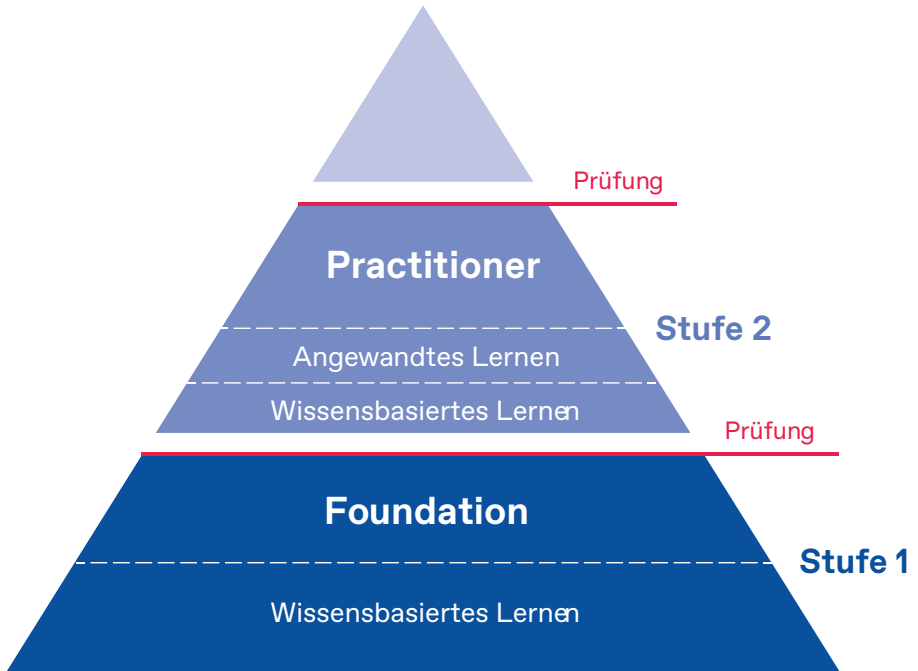 Prüfung
Practitioner
Stufe 2
Angewandtes Lernen
Wissensbasiertes Lernen
Prüfung
Foundation
Stufe 1
Wissensbasiertes Lernen